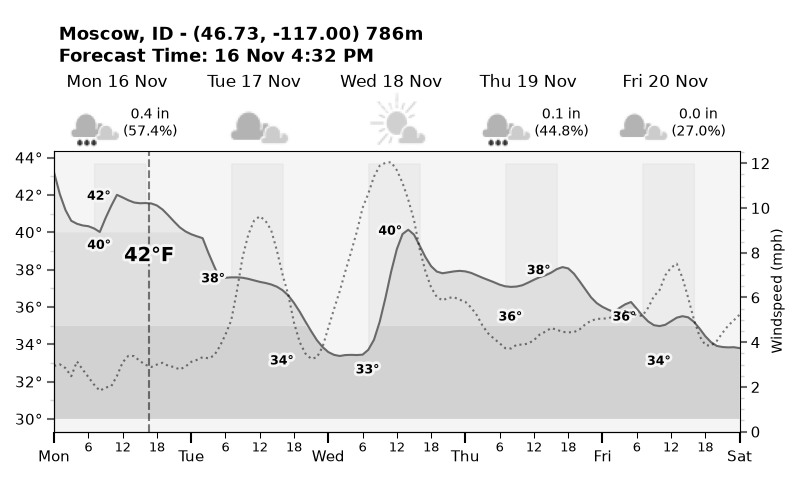 Moscow, ID - (46.73, -117.00) 786m
Forecast Time: 16 Nov 4:32 PM
Mon 16 Nov Tue 17 Nov Wed 18 Nov Thu 19 Nov Fri 20 Nov
0.4 in 0.1 in 0.0 in
(57.4%) (44.8%) (27.0%)
44° 12
42° 42°
10
40° 40° 40°
42°F 8
38° 38° 38°
6
36° 36° 36°
34° 34° 34° 4
33°
32° 2
30° 0
Windspeed (mph)
6 12 18 6 12 18 6 12 18 6 12 18 6 12 18
Mon Tue Wed Thu Fri Sat